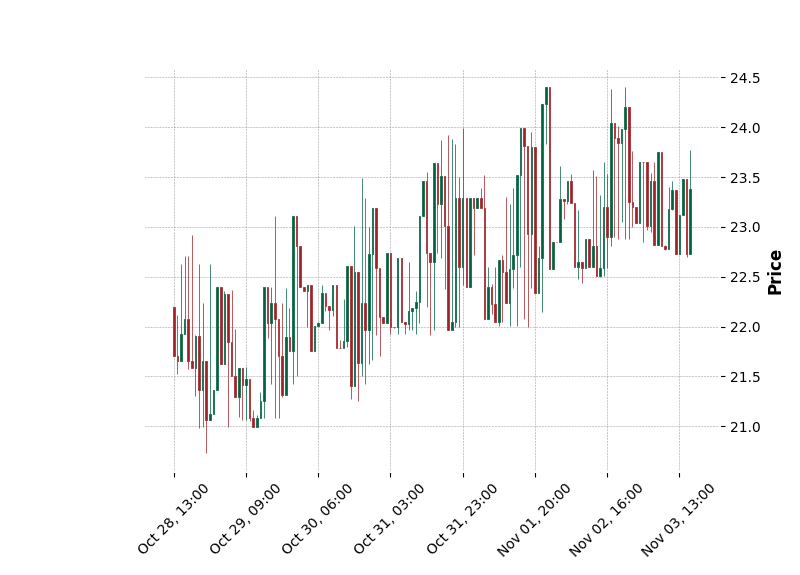 24.5
24.0
23.5
23.0
22.5
22.0
21.5
21.0
Price
Oct 28, 13:00
Oct 29, 09:00
Oct 30, 06:00
Oct 31, 03:00
Oct 31, 23:00
Nov 01, 20:00
Nov 02, 16:00
Nov 03, 13:00